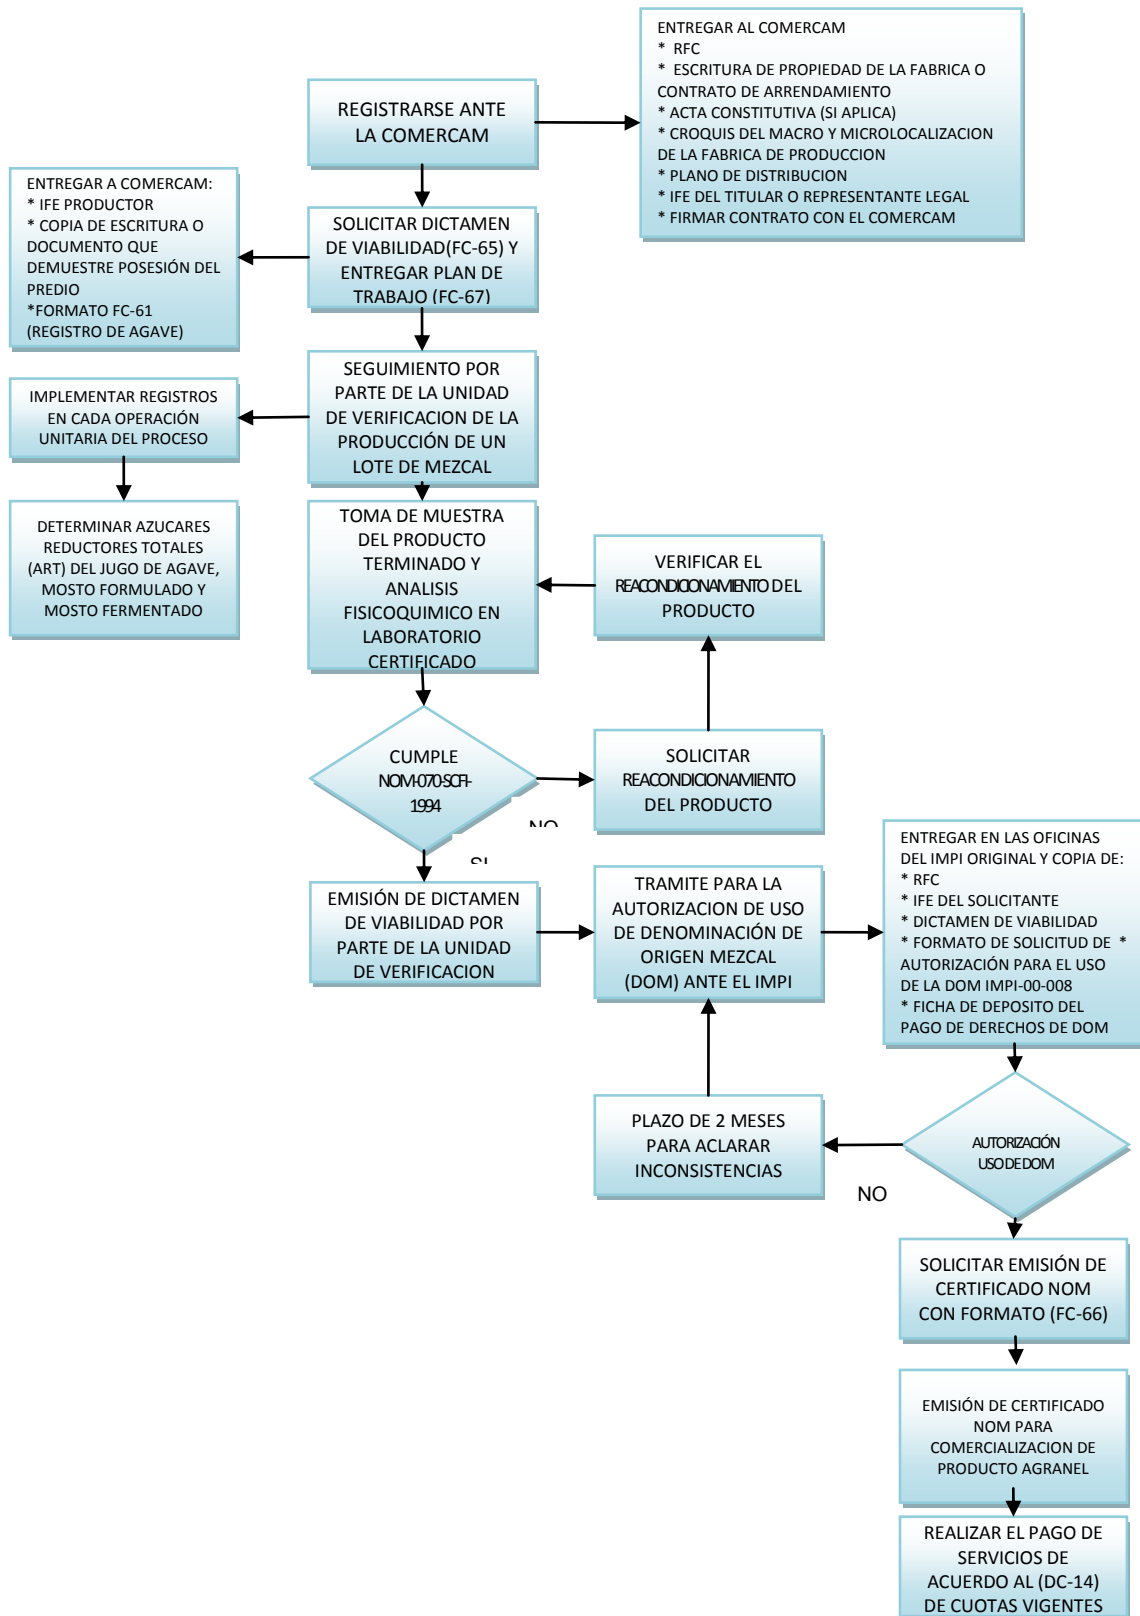 REGISTRARSE ANTE
LA COMERCAM
ENTREGAR AL COMERCAM
* RFC
* ESCRITURA DE PROPIEDAD DE LA FABRICA O
CONTRATO DE ARRENDAMIENTO
* ACTA CONSTITUTIVA (SI APLICA)
* CROQUIS DEL MACRO Y MICROLOCALIZACION
DE LA FABRICA DE PRODUCCION
* PLANO DE DISTRIBUCION
* IFE DEL TITULAR O REPRESENTANTE LEGAL
* FIRMAR CONTRATO CON EL COMERCAM
ENTREGAR A COMERCAM:
* IFE PRODUCTOR
* COPIA DE ESCRITURA O
DOCUMENTO QUE
DEMUESTRE POSESIÓN DEL
PREDIO
*FORMATO FC-61
(REGISTRO DE AGAVE)
SOLICITAR DICTAMEN
DE VIABILIDAD(FC-65) Y
ENTREGAR PLAN DE
TRABAJO (FC-67)
SEGUIMIENTO POR
PARTE DE LA UNIDAD
DE VERIFICACION DE LA
PRODUCCIÓN DE UN
LOTE DE MEZCAL
IMPLEMENTAR REGISTROS
EN CADA OPERACIÓN
UNITARIA DEL PROCESO
DETERMINAR AZUCARES
REDUCTORES TOTALES
(ART) DEL JUGO DE AGAVE,
MOSTO FORMULADO Y
MOSTO FERMENTADO
TOMA DE MUESTRA
DEL PRODUCTO
TERMINADO Y
ANALISIS
FISICOQUIMICO EN
LABORATORIO
CERTIFICADO
VERIFICAR EL
REACONDICIONAMIENTO DEL
PRODUCTO
CUMPLE
NOM-070-SCFI-
1994
NO
SI
SOLICITAR
REACONDICIONAMIENTO
DEL PRODUCTO
EMISIÓN DE DICTAMEN
DE VIABILIDAD POR
PARTE DE LA UNIDAD
DE VERIFICACION
TRAMITE PARA LA
AUTORIZACION DE USO
DE DENOMINACIÓN DE
ORIGEN MEZCAL
(DOM) ANTE EL IMPI
ENTREGAR EN LAS OFICINAS
DEL IMPI ORIGINAL Y COPIA DE:
* RFC
* IFE DEL SOLICITANTE
* DICTAMEN DE VIABILIDAD
* FORMATO DE SOLICITUD DE *
AUTORIZACIÓN PARA EL USO
DE LA DOM IMPI-00-008
* FICHA DE DEPOSITO DEL
PAGO DE DERECHOS DE DOM
PLAZO DE 2 MESES
PARA ACLARAR
INCONSISTENCIAS
AUTORIZACIÓN
USO DE DOM
NO
SOLICITAR EMISIÓN DE
CERTIFICADO NOM
CON FORMATO (FC-66)
EMISIÓN DE CERTIFICADO
NOM PARA
COMERCIALIZACION DE
PRODUCTO AGRANEL
REALIZAR EL PAGO DE
SERVICIOS DE
ACUERDO AL (DC-14)
DE CUOTAS VIGENTES